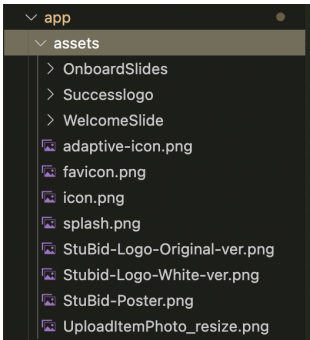 app
assets
OnboardSlides
Successlogo
WelcomeSlide
adaptive-icon.png
favicon.png
icon.png
splash.png
StuBid-Logo-Original-ver.png
Stubid-Logo-White-ver.png
StuBid-Poster.png
UploadItemPhoto_resize.png